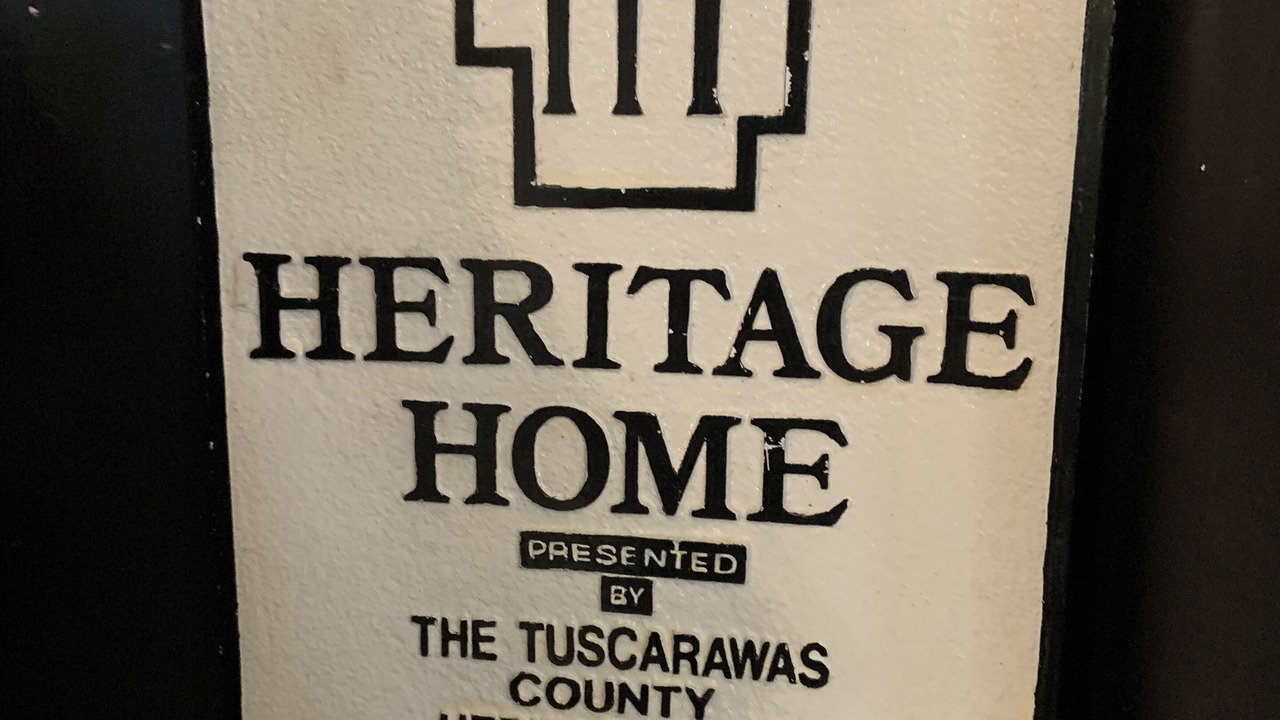 HERITAGE
HOME
PRESENTED
BY
THE TUSCARAWAS
COUNTY